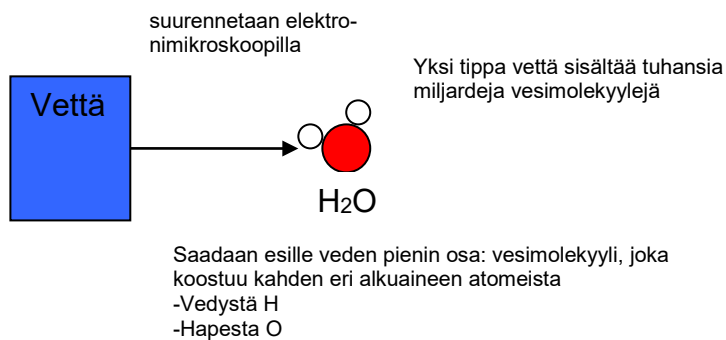 suurennetaan elektro-
nimikroskoopilla
Yksi tippa vettä sisältää tuhansia
miljardeja vesimolekyylejä
Vettä
H2O
Saadaan esille veden pienin osa: vesimolekyyli, joka
koostuu kahden eri alkuaineen atomeista
-Vedystä H
-Hapesta O